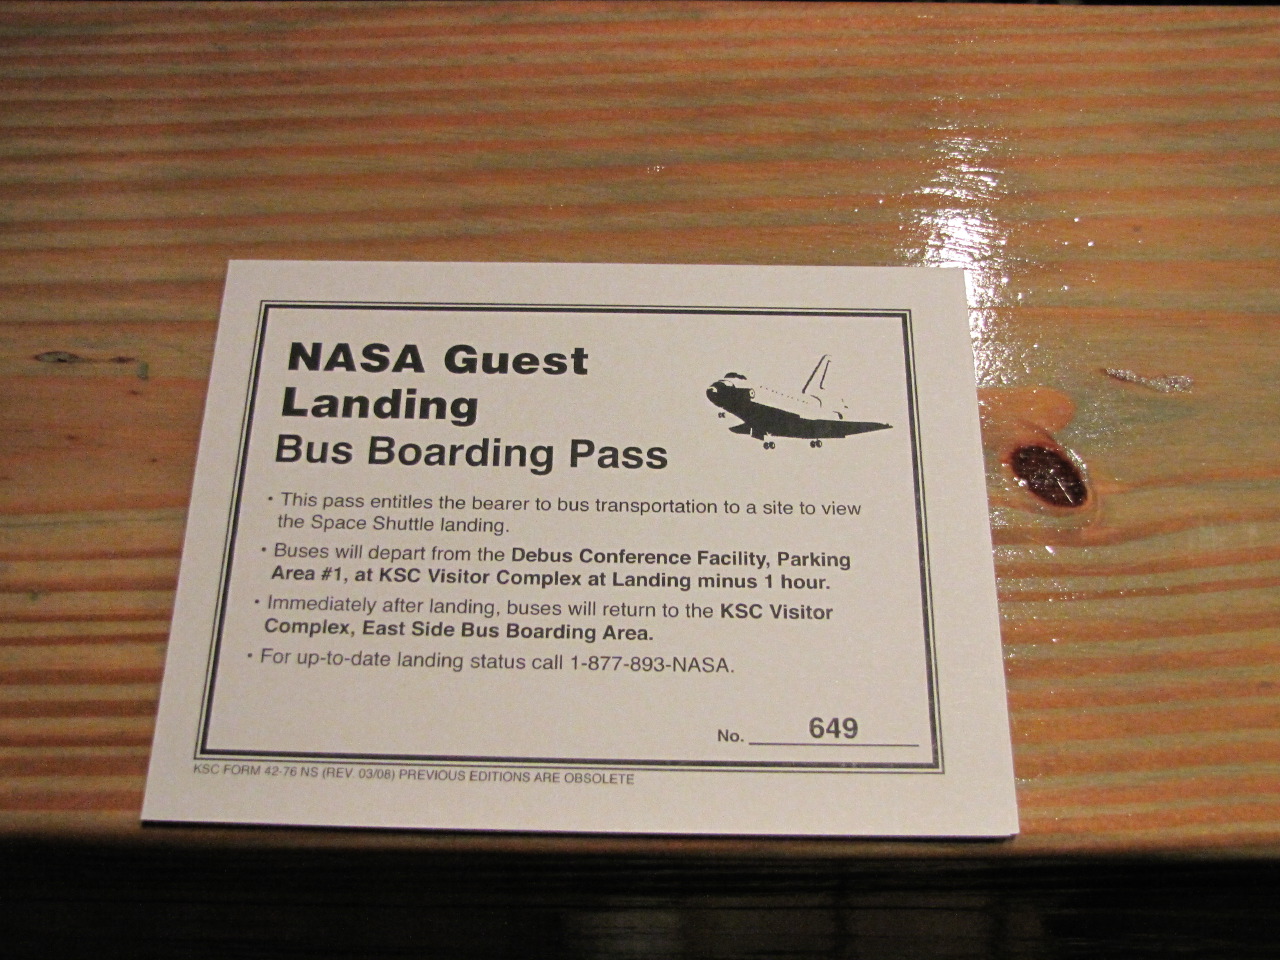 NASA Guest
Landing
Bus Boarding Pass
• This pass entitles the bearer to bus transportation to a site to view
the Space Shuttle landing.
• Buses will depart from the Debus Conference Facility, Parking
Area #1, at KSC Visitor Complex at Landing minus 1 hour.
• Immediately after landing, buses will return to the KSC Visitor
Complex, East Side Bus Boarding Area.
• For up-to-date landing status call 1-877-893-NASA.
No. 649
KSC FORM 42-76 NS (REV. 03/08) PREVIOUS EDITIONS ARE OBSOLETE